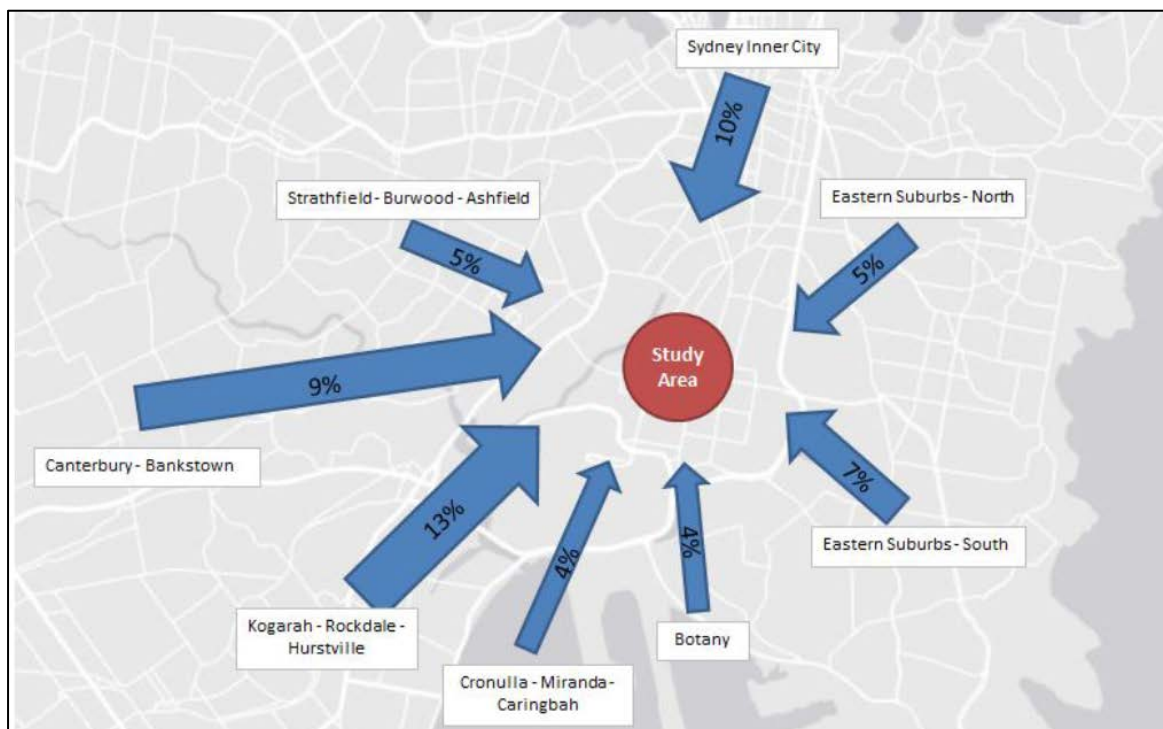 Sydney Inner City
10%
Strathfield - Burwood - Ashfield
5%
Eastern Suburbs - North
5%
Study
Area
9%
Canterbury - Bankstown
13%
Kogarah - Rockdale -
Hurstville
4%
Cronulla - Miranda-
Caringbah
4%
Botany
7%
Eastern Suburbs - South